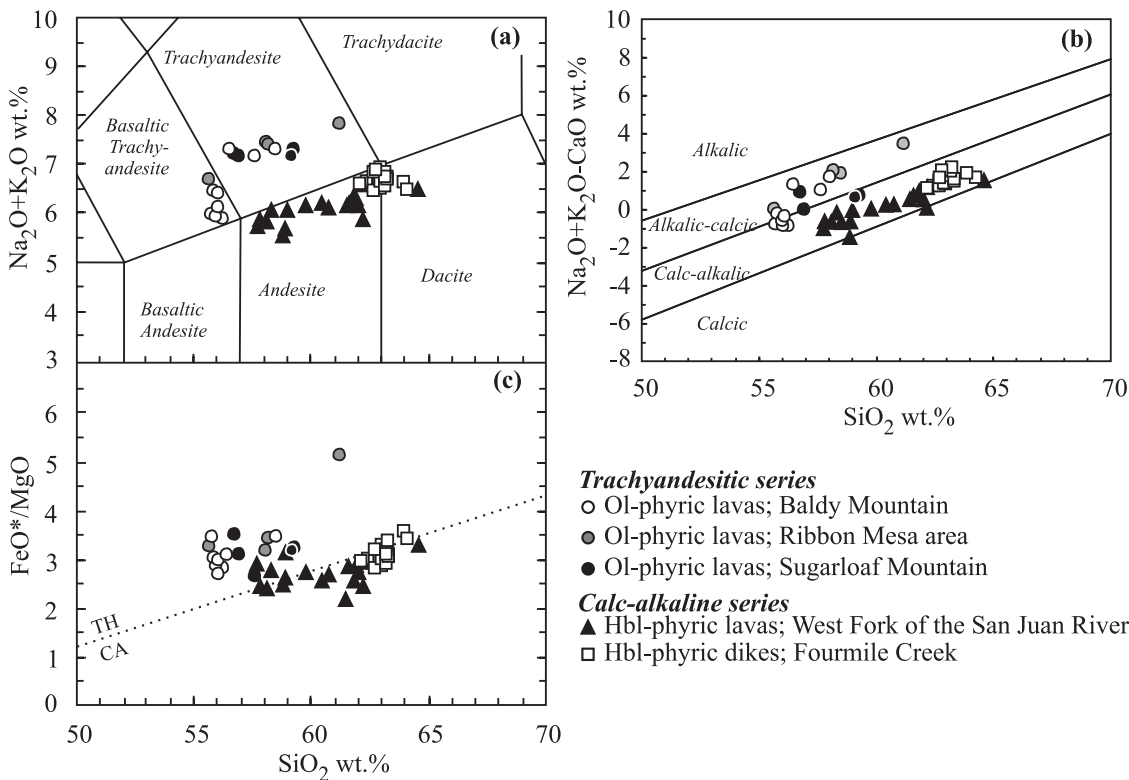 10
9
8
7
6
5
4
3
Na2O+K2O wt.%
(a)
Trachyandesite
Trachydacite
Basaltic
Trachy-
andesite
Basaltic
Andesite
Andesite
Dacite
10
8
6
4
2
0
-2
-4
-6
-8
Na2O+K2O-CaO wt.%
(b)
Alkalic
Alkalic-calcic
Calc-alkalic
Calcic
50
55
60
65
70
SiO2 wt.%
6
5
4
3
2
1
0
FeO*/MgO
(c)
TH
CA
50
55
60
65
70
SiO2 wt.%
Trachyandesitic series
Ol-phyric lavas; Baldy Mountain
Ol-phyric lavas; Ribbon Mesa area
Ol-phyric lavas; Sugarloaf Mountain
Calc-alkaline series
Hbl-phyric lavas; West Fork of the San Juan River
Hbl-phyric dikes; Fourmile Creek